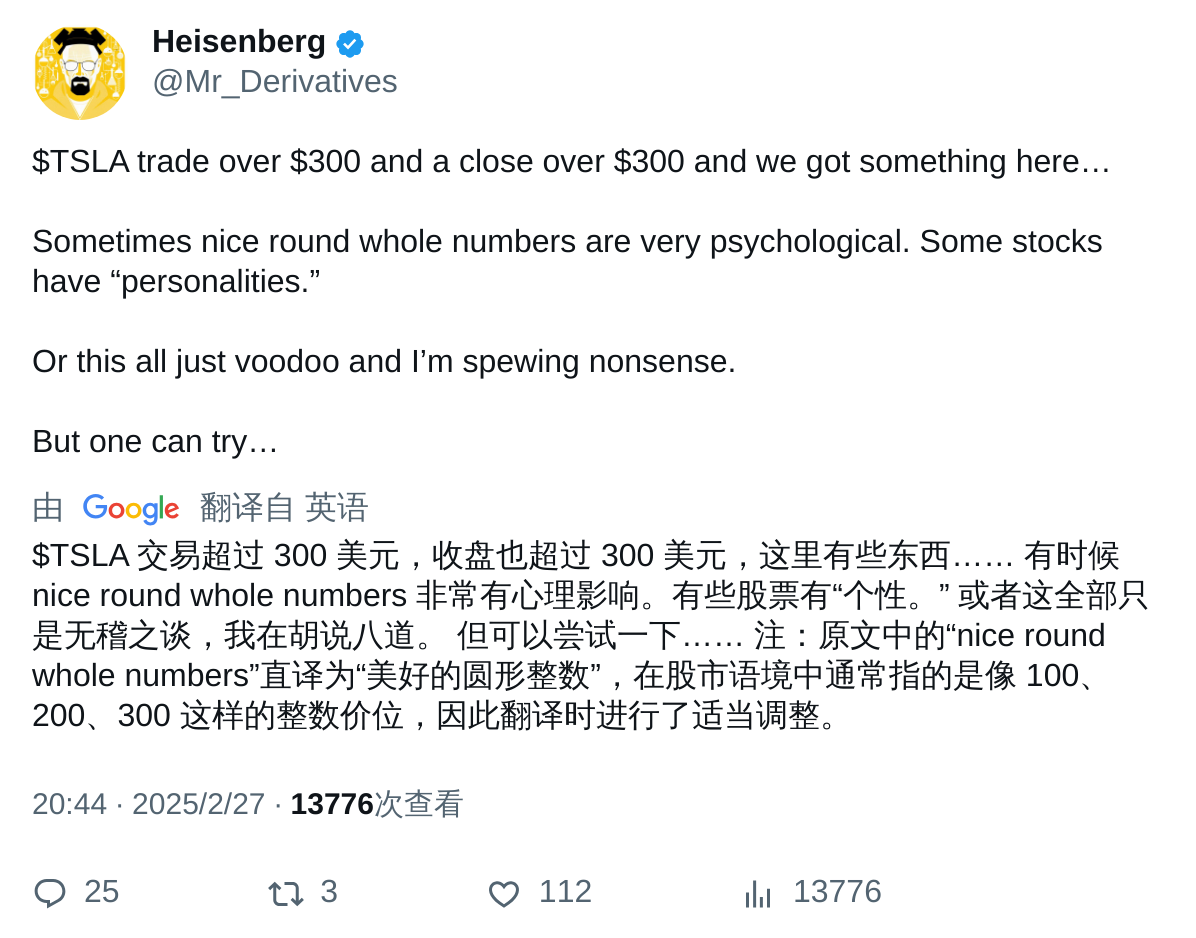 Heisenberg
@Mr_Derivatives
$TSLA trade over $300 and a close over $300 and we got something here…
Sometimes nice round whole numbers are very psychological. Some stocks
have “personalities.”
Or this all just voodoo and I’m spewing nonsense.
But one can try…
由 Google 翻译自 英语
$TSLA 交易超过 300 美元，收盘也超过 300 美元，这里有些东西…… 有时候
nice round whole numbers 非常有心理影响。有些股票有“个性。” 或者这全部只
是无稽之谈，我在胡说八道。 但可以尝试一下…… 注：原文中的“nice round
whole numbers”直译为“美好的圆形整数”，在股市语境中通常指的是像 100、
200、300 这样的整数价位，因此翻译时进行了适当调整。
20:44 · 2025/2/27 · 13776次查看
25 3 112 13776